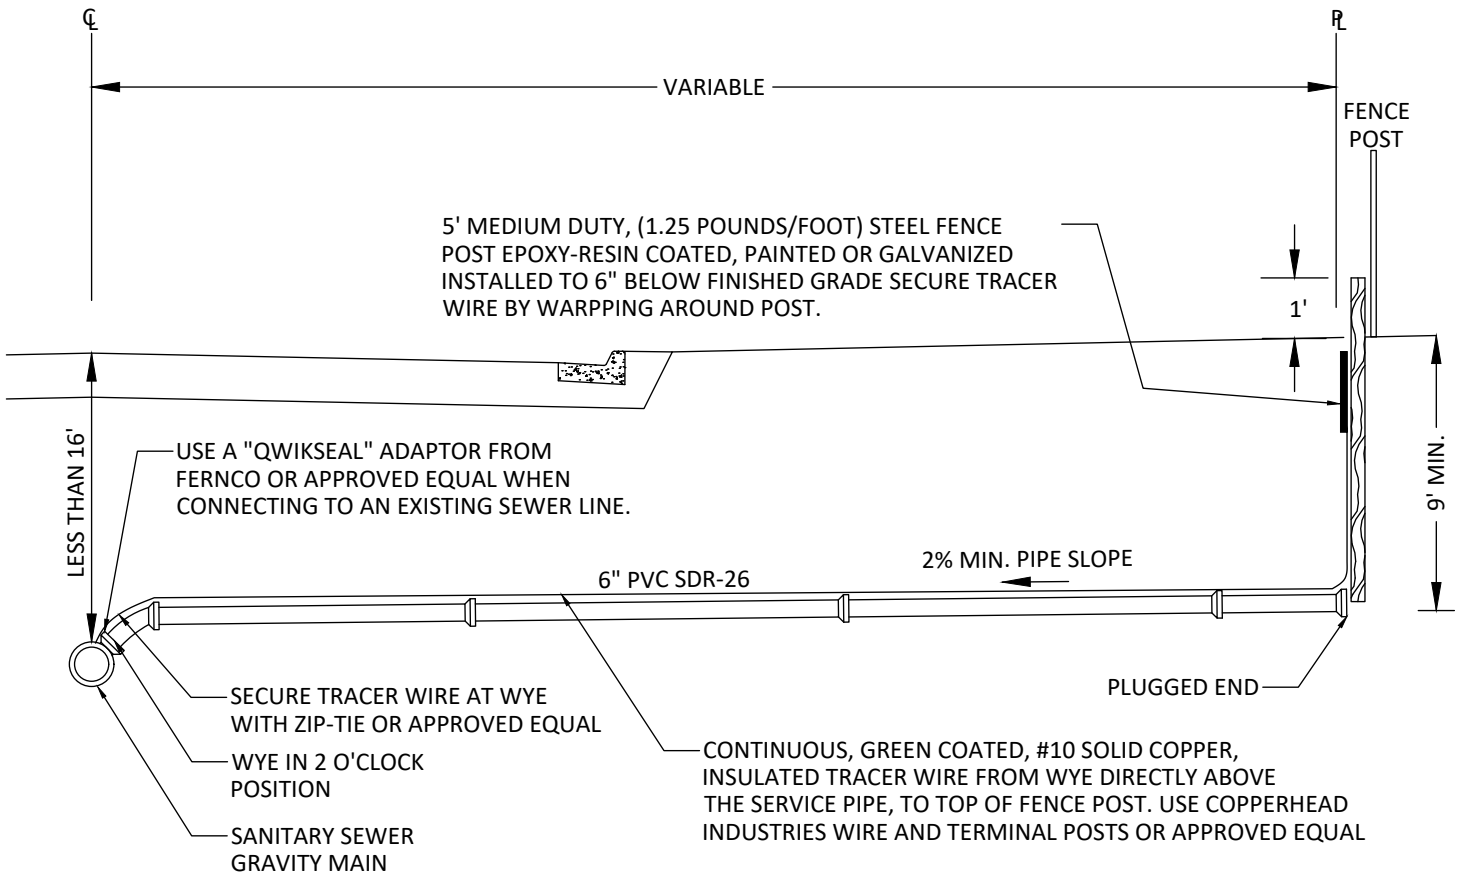 ℄
PL
VARIABLE
FENCE
POST
5' MEDIUM DUTY, (1.25 POUNDS/FOOT) STEEL FENCE
POST EPOXY-RESIN COATED, PAINTED OR GALVANIZED
INSTALLED TO 6" BELOW FINISHED GRADE SECURE TRACER
WIRE BY WARPPING AROUND POST.
1'
LESS THAN 16'
USE A "QWIKSEAL" ADAPTOR FROM
FERNCO OR APPROVED EQUAL WHEN
CONNECTING TO AN EXISTING SEWER LINE.
9' MIN.
2% MIN. PIPE SLOPE
6" PVC SDR-26
SECURE TRACER WIRE AT WYE
WITH ZIP-TIE OR APPROVED EQUAL
PLUGGED END
WYE IN 2 O'CLOCK
POSITION
CONTINUOUS, GREEN COATED, #10 SOLID COPPER,
INSULATED TRACER WIRE FROM WYE DIRECTLY ABOVE
THE SERVICE PIPE, TO TOP OF FENCE POST. USE COPPERHEAD
INDUSTRIES WIRE AND TERMINAL POSTS OR APPROVED EQUAL
SANITARY SEWER
GRAVITY MAIN